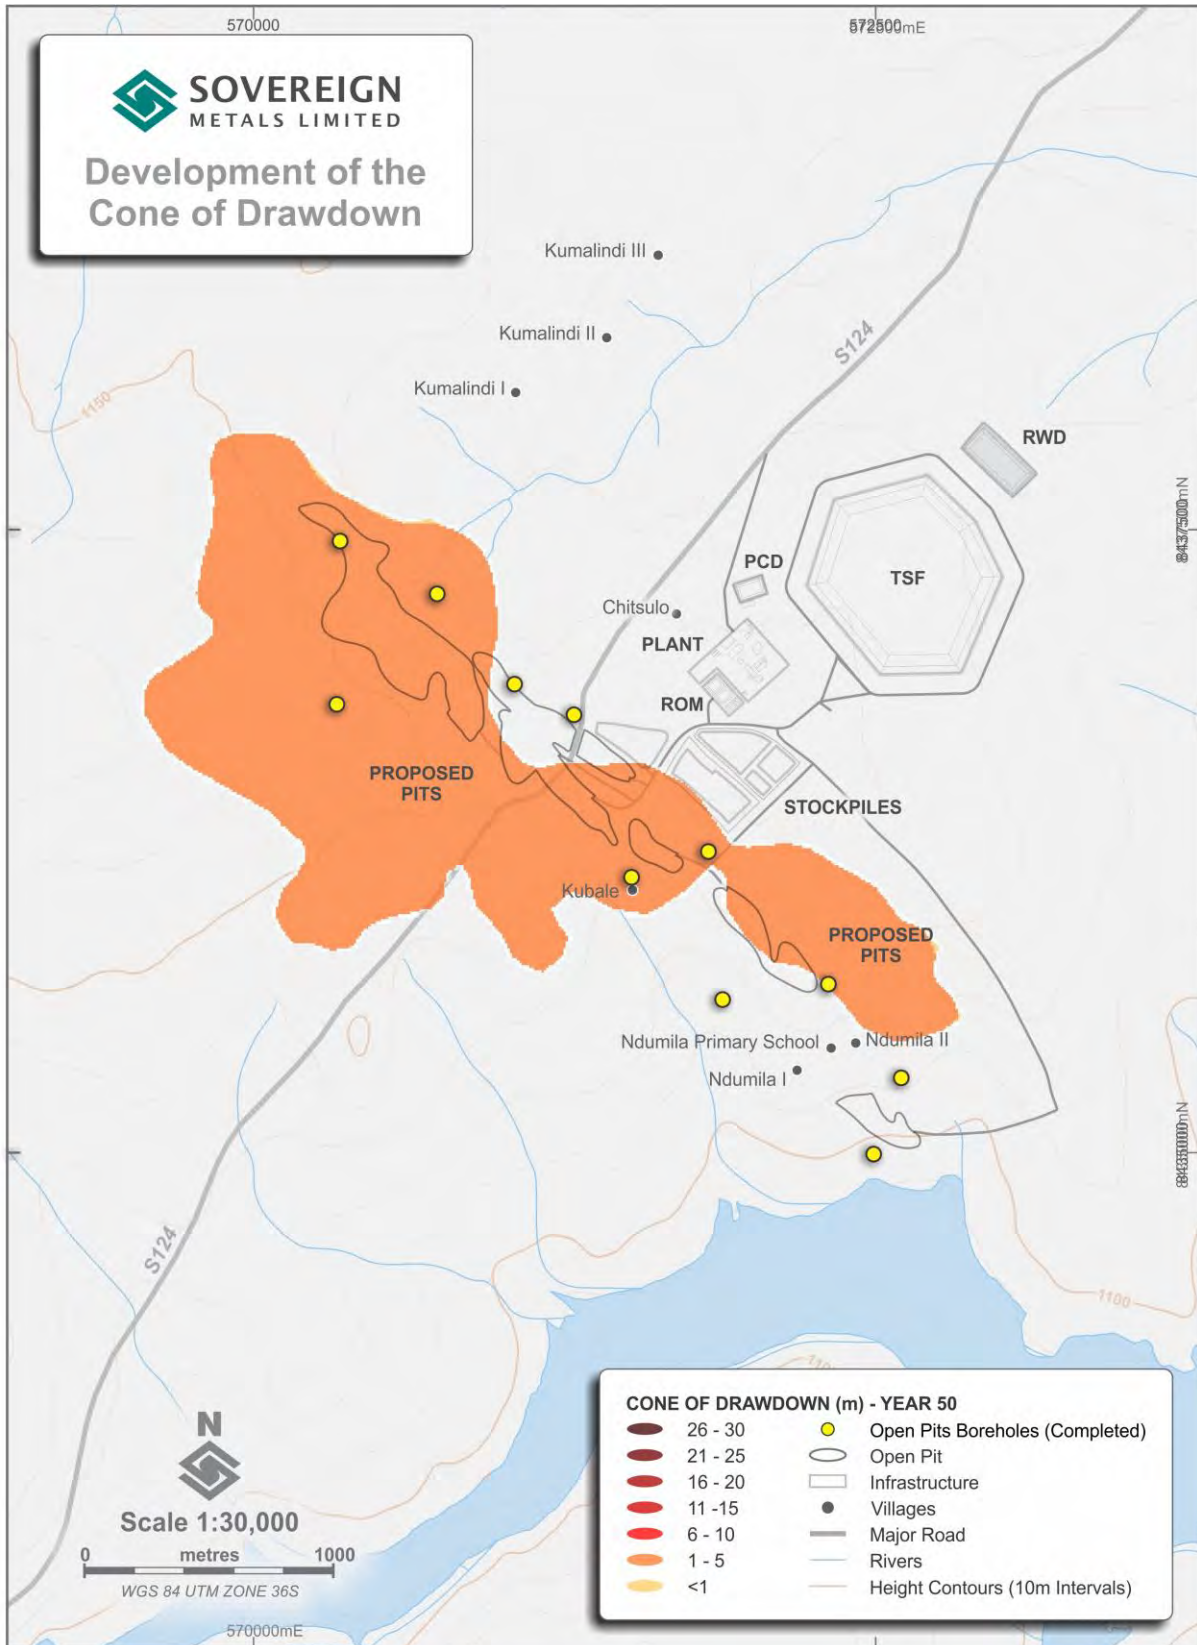 570000
572500mE
SOVEREIGN
METALS LIMITED
Development of the
Cone of Drawdown
Kumalindi III
Kumalindi II
S124
Kumalindi I
1150
RWD
8437500mN
PCD
TSF
Chitsulo
PLANT
ROM
PROPOSED
PITS
STOCKPILES
Kubale
PROPOSED
PITS
Ndumila Primary School
Ndumila II
Ndumila I
8435000mN
S124
1100
N
Scale 1:30,000
0 metres 1000
WGS 84 UTM ZONE 36S
570000mE
CONE OF DRAWDOWN (m) - YEAR 50
26 - 30
Open Pits Boreholes (Completed)
21 - 25
Open Pit
16 - 20
Infrastructure
11 -15
Villages
6 - 10
Major Road
1 - 5
Rivers
<1
Height Contours (10m Intervals)